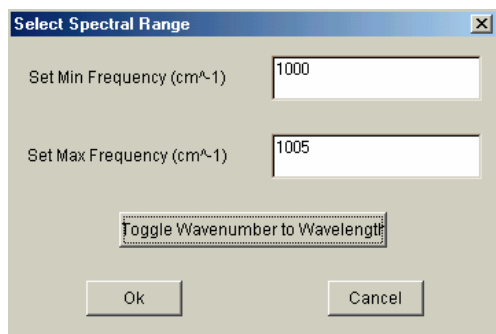 Select Spectral Range
Set Min Frequency (cm^-1)
1000
Set Max Frequency (cm^-1)
1005
Toggle Wavenumber to Wavelength
Ok
Cancel